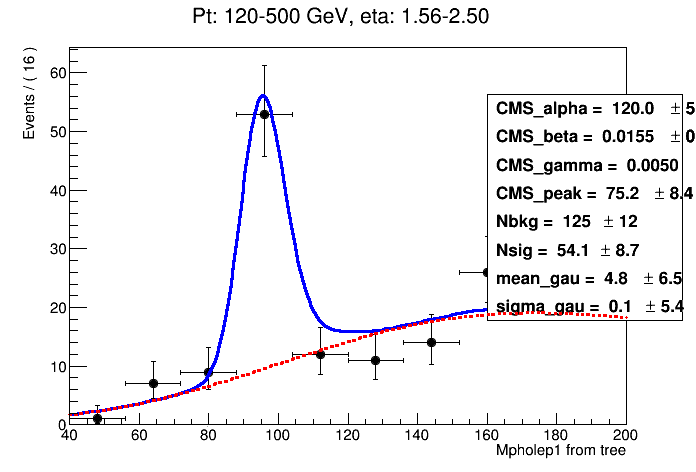 Pt: 120-500 GeV, eta: 1.56-2.50
Events / ( 16 )
60
50
40
30
20
10
0
CMS_alpha = 120.0 ± 5
CMS_beta = 0.0155 ± 0
CMS_gamma = 0.0050
CMS_peak = 75.2 ± 8.4
Nbkg = 125 ± 12
Nsig = 54.1 ± 8.7
mean_gau = 4.8 ± 6.5
sigma_gau = 0.1 ± 5.4
40 60 80 100 120 140 160 180 200
Mpholep1 from tree